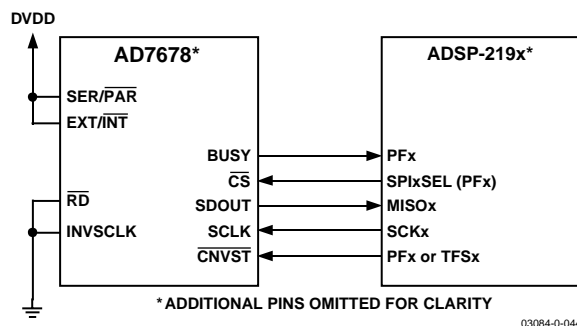 DVDD
AD7678*
ADSP-219x*
SER/PAR
EXT/INT
BUSY
PFx
CS
SPIxSEL (PFx)
RD
SDOUT
MISOx
INVSCLK
SCLK
SCKx
CNVST
PFx or TFSx
*ADDITIONAL PINS OMITTED FOR CLARITY
03084-0-044